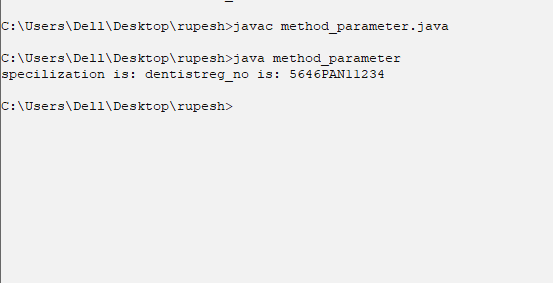 C:\Users\Dell\Desktop\rupesh>javac method_parameter.java
C:\Users\Dell\Desktop\rupesh>java method_parameter
specilization is: dentistreg_no is: 5646PAN11234
C:\Users\Dell\Desktop\rupesh>